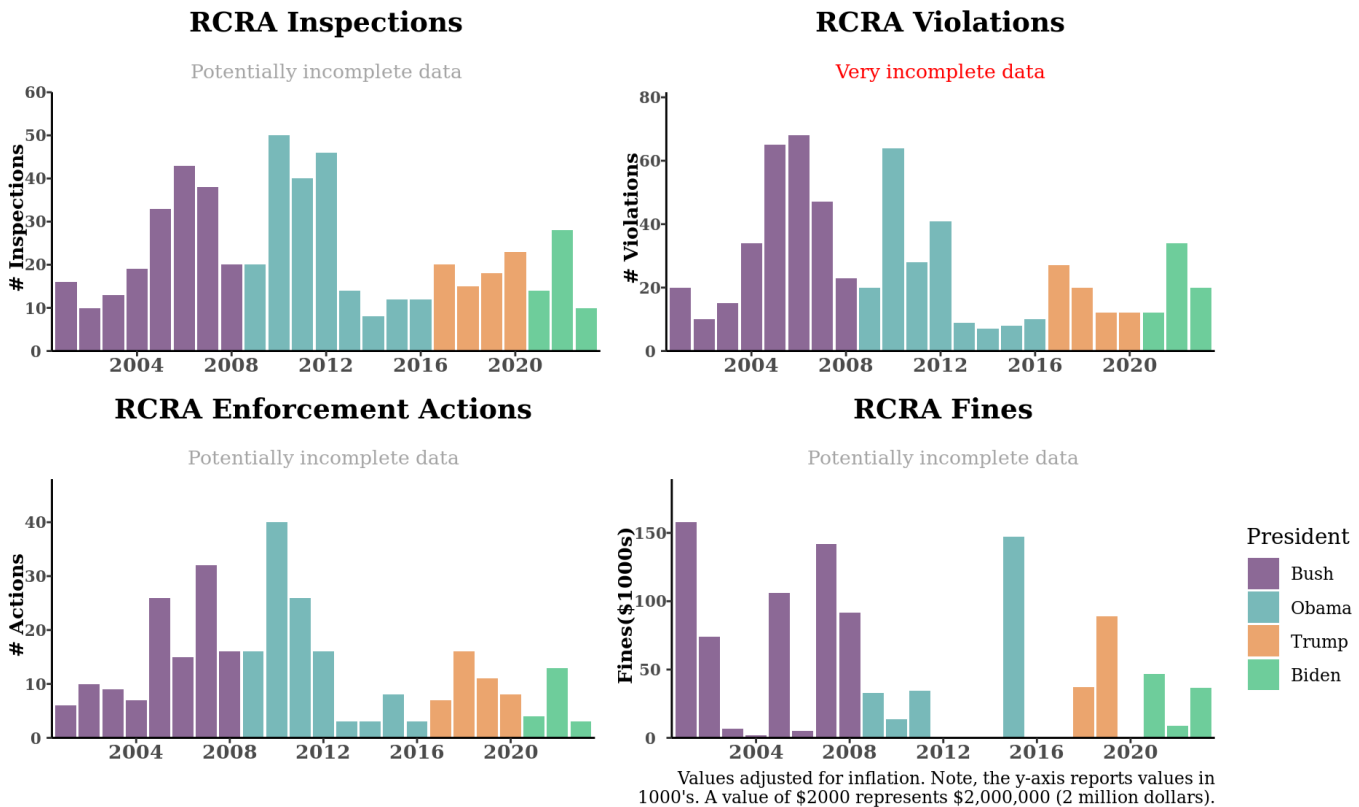 RCRA Inspections
Potentially incomplete data
# Inspections
60
50
40
30
20
10
0
2004 2008 2012 2016 2020
RCRA Violations
Very incomplete data
# Violations
80
60
40
20
0
2004 2008 2012 2016 2020
RCRA Enforcement Actions
Potentially incomplete data
# Actions
40
30
20
10
0
2004 2008 2012 2016 2020
RCRA Fines
Potentially incomplete data
Fines($1000s)
150
100
50
0
2004 2008 2012 2016 2020
President
Bush
Obama
Trump
Biden
Values adjusted for inflation. Note, the y-axis reports values in
1000's. A value of $2000 represents $2,000,000 (2 million dollars).